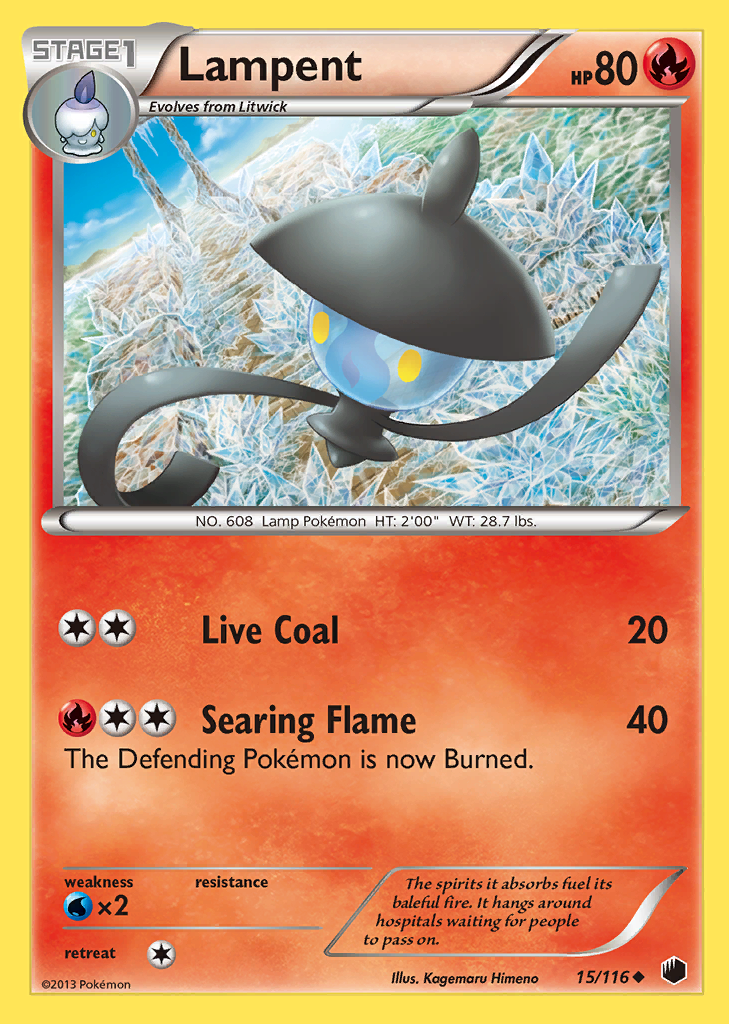 STAGE1
Lampent
HP80
Evolves from Litwick
NO. 608 Lamp Pokémon HT: 2'00" WT: 28.7 lbs.
Live Coal 20
Searing Flame 40
The Defending Pokémon is now Burned.
weakness resistance
×2
retreat
The spirits it absorbs fuel its
baleful fire. It hangs around
hospitals waiting for people
to pass on.
©2013 Pokémon
Illus. Kagemaru Himeno
15/116